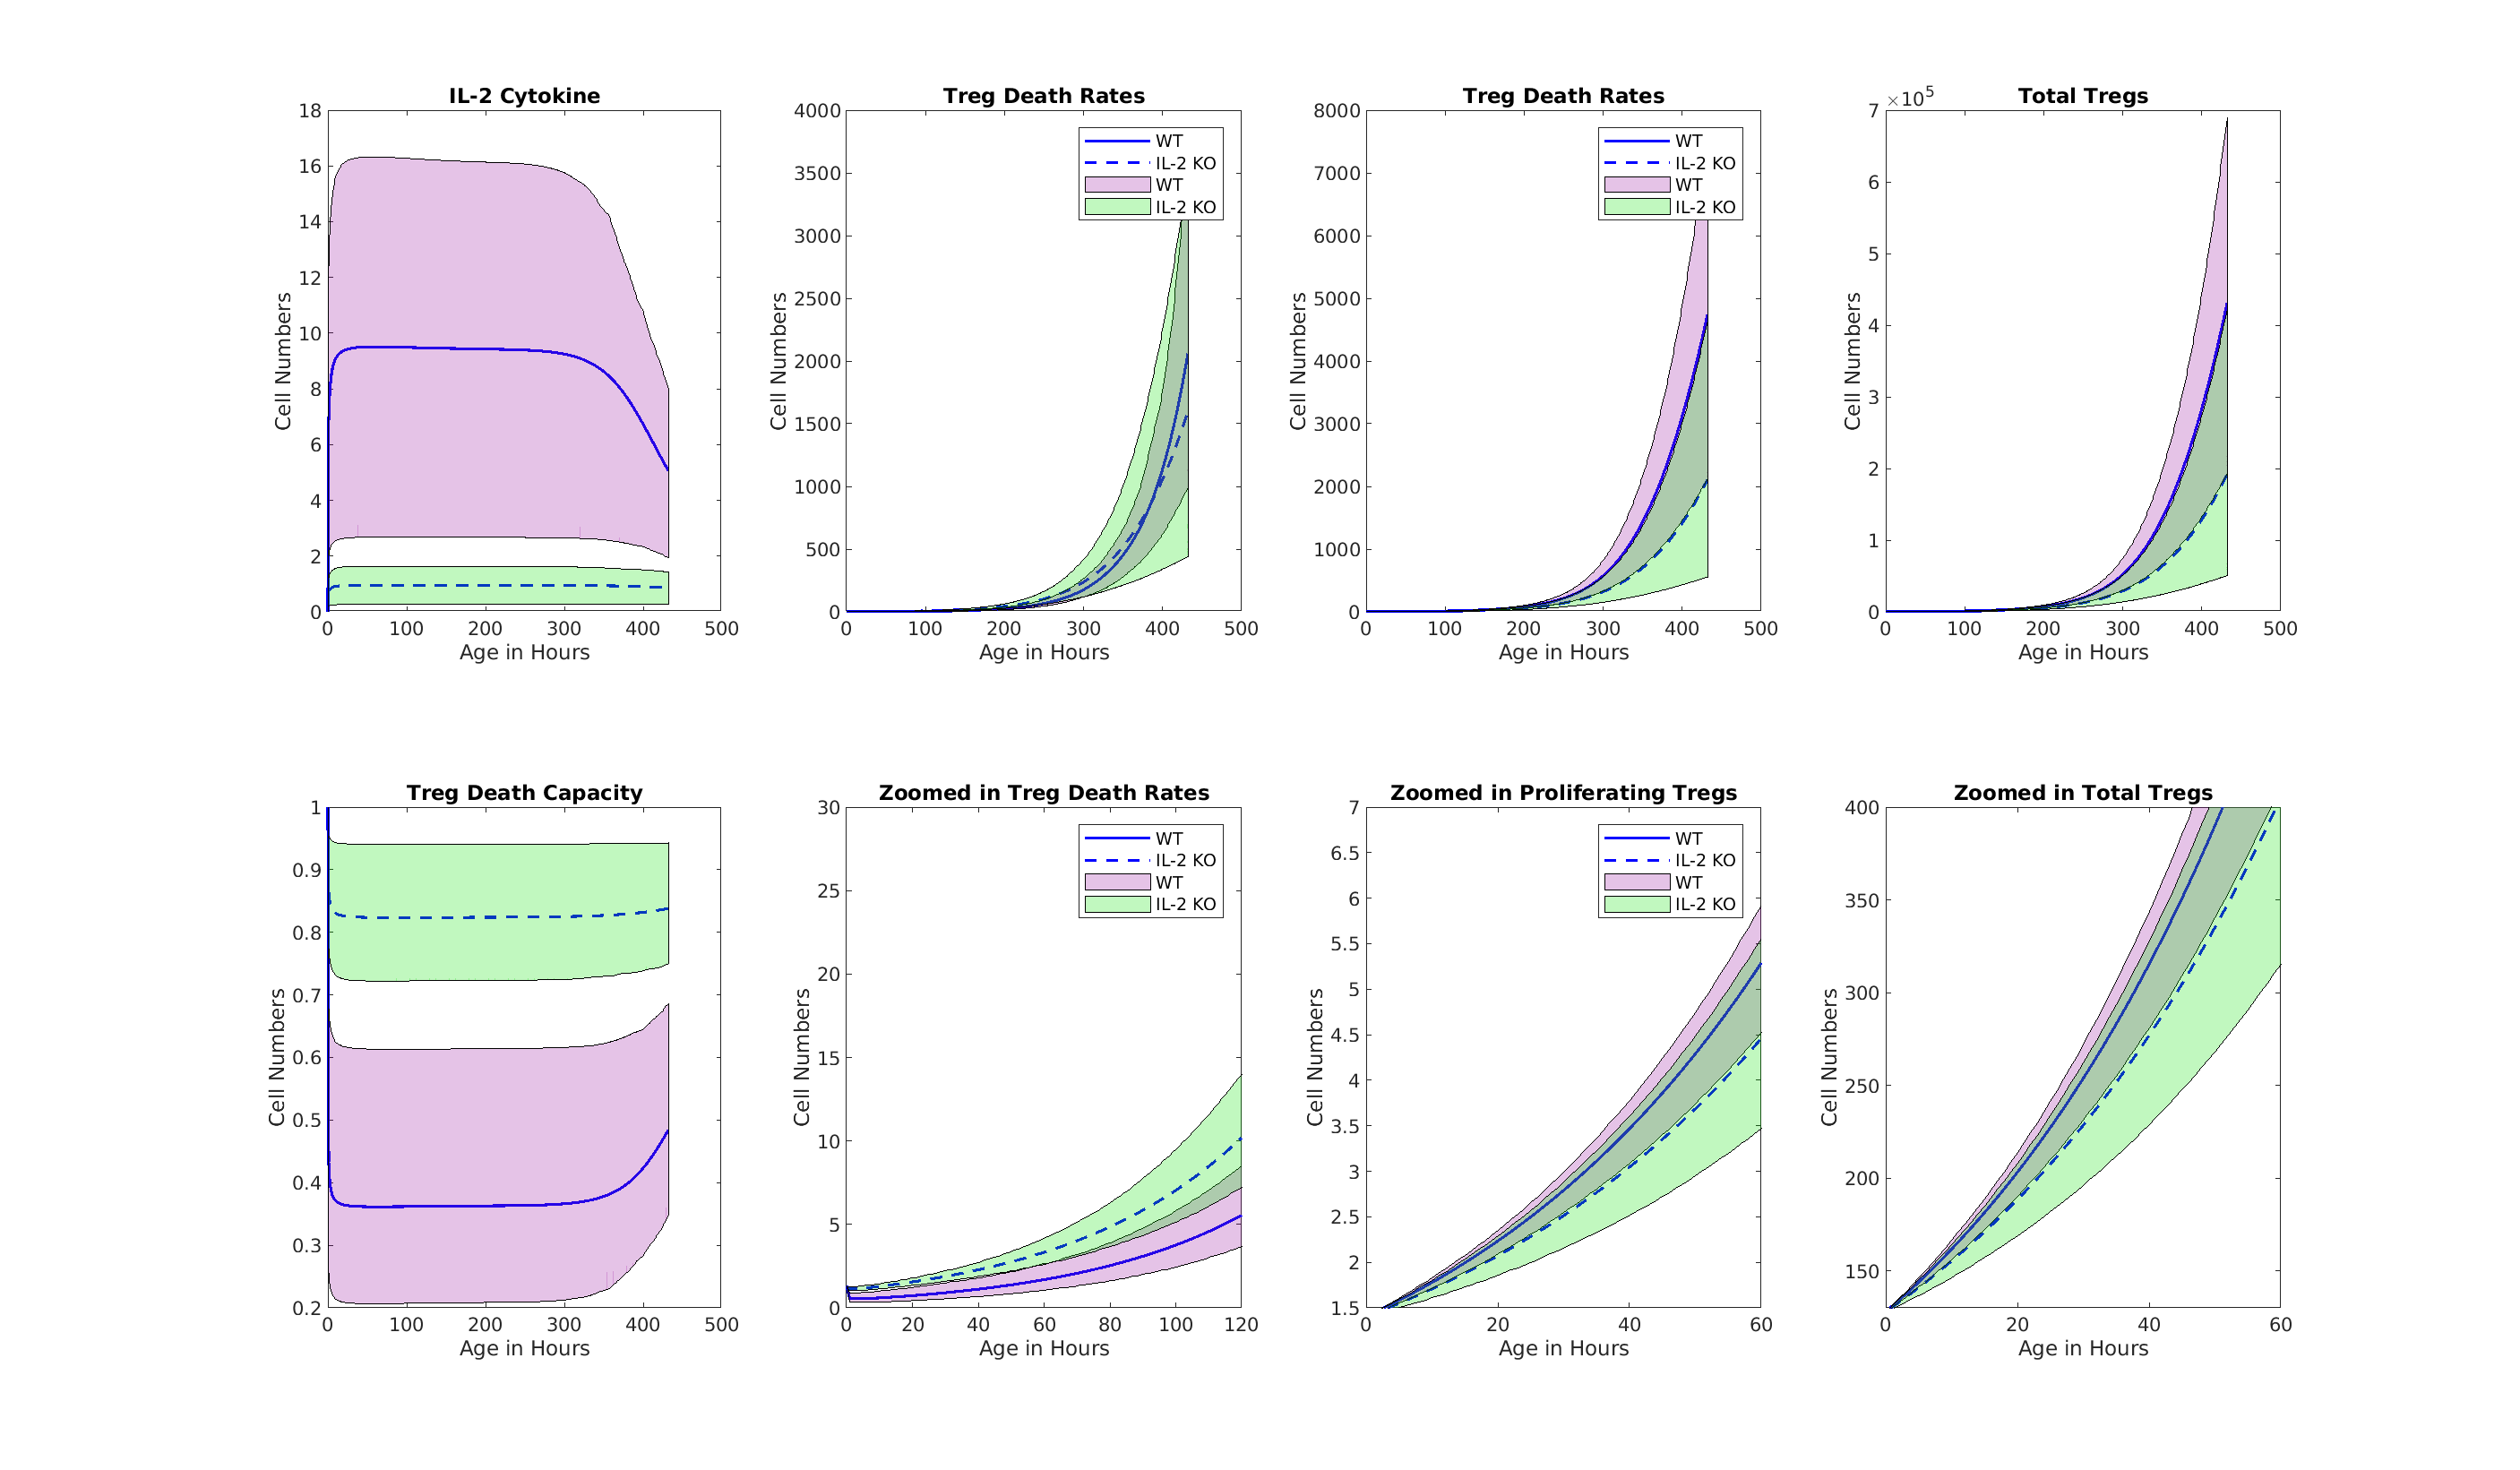 IL-2 Cytokine
18
16
14
12
10
8
6
4
2
0
Cell Numbers
0 100 200 300 400 500
Age in Hours
Treg Death Rates
4000
3500
3000
2500
2000
1500
1000
500
0
Cell Numbers
WT
IL-2 KO
WT
IL-2 KO
0 100 200 300 400 500
Age in Hours
Treg Death Rates
8000
7000
6000
5000
4000
3000
2000
1000
0
Cell Numbers
WT
IL-2 KO
WT
IL-2 KO
0 100 200 300 400 500
Age in Hours
Total Tregs
×10^5
7
6
5
4
3
2
1
0
Cell Numbers
0 100 200 300 400 500
Age in Hours
Treg Death Capacity
1
0.9
0.8
0.7
0.6
0.5
0.4
0.3
0.2
Cell Numbers
0 100 200 300 400 500
Age in Hours
Zoomed in Treg Death Rates
30
25
20
15
10
5
0
Cell Numbers
WT
IL-2 KO
WT
IL-2 KO
0 20 40 60 80 100 120
Age in Hours
Zoomed in Proliferating Tregs
7
6.5
6
5.5
5
4.5
4
3.5
3
2.5
2
1.5
Cell Numbers
WT
IL-2 KO
WT
IL-2 KO
0 20 40 60
Age in Hours
Zoomed in Total Tregs
400
350
300
250
200
150
Cell Numbers
0 20 40 60
Age in Hours